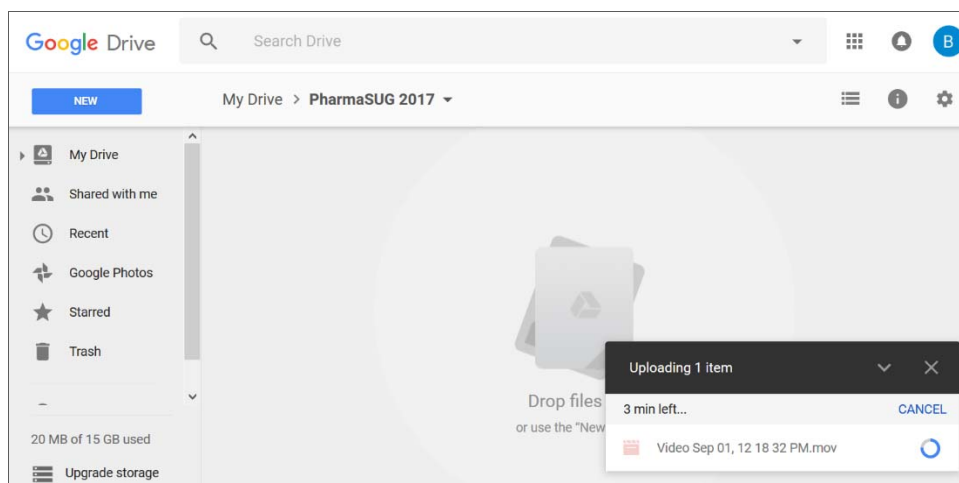 Google Drive
Search Drive
B
NEW
My Drive > PharmaSUG 2017
My Drive
Shared with me
Recent
Google Photos
Starred
Trash
20 MB of 15 GB used
Upgrade storage
Drop files
or use the “New
Uploading 1 item
3 min left...
CANCEL
Video Sep 01, 12 18 32 PM.mov